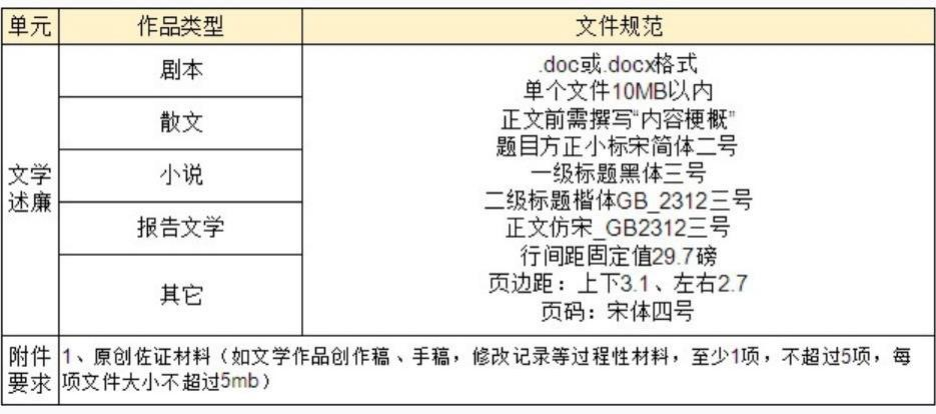 单元 作品类型 文件规范
文学
述廉
剧本
散文
小说
报告文学
其它
.doc或.docx格式
单个文件10MB以内
正文前需撰写“内容梗概”
题目方正小标宋简体二号
一级标题黑体三号
二级标题楷体GB_2312三号
正文仿宋_GB2312三号
行间距固定值29.7磅
页边距：上下3.1、左右2.7
页码：宋体四号
附件
要求
1、原创佐证材料（如文学作品创作稿、手稿，修改记录等过程性材料，至少1项，不超过5项，每
项文件大小不超过5mb）